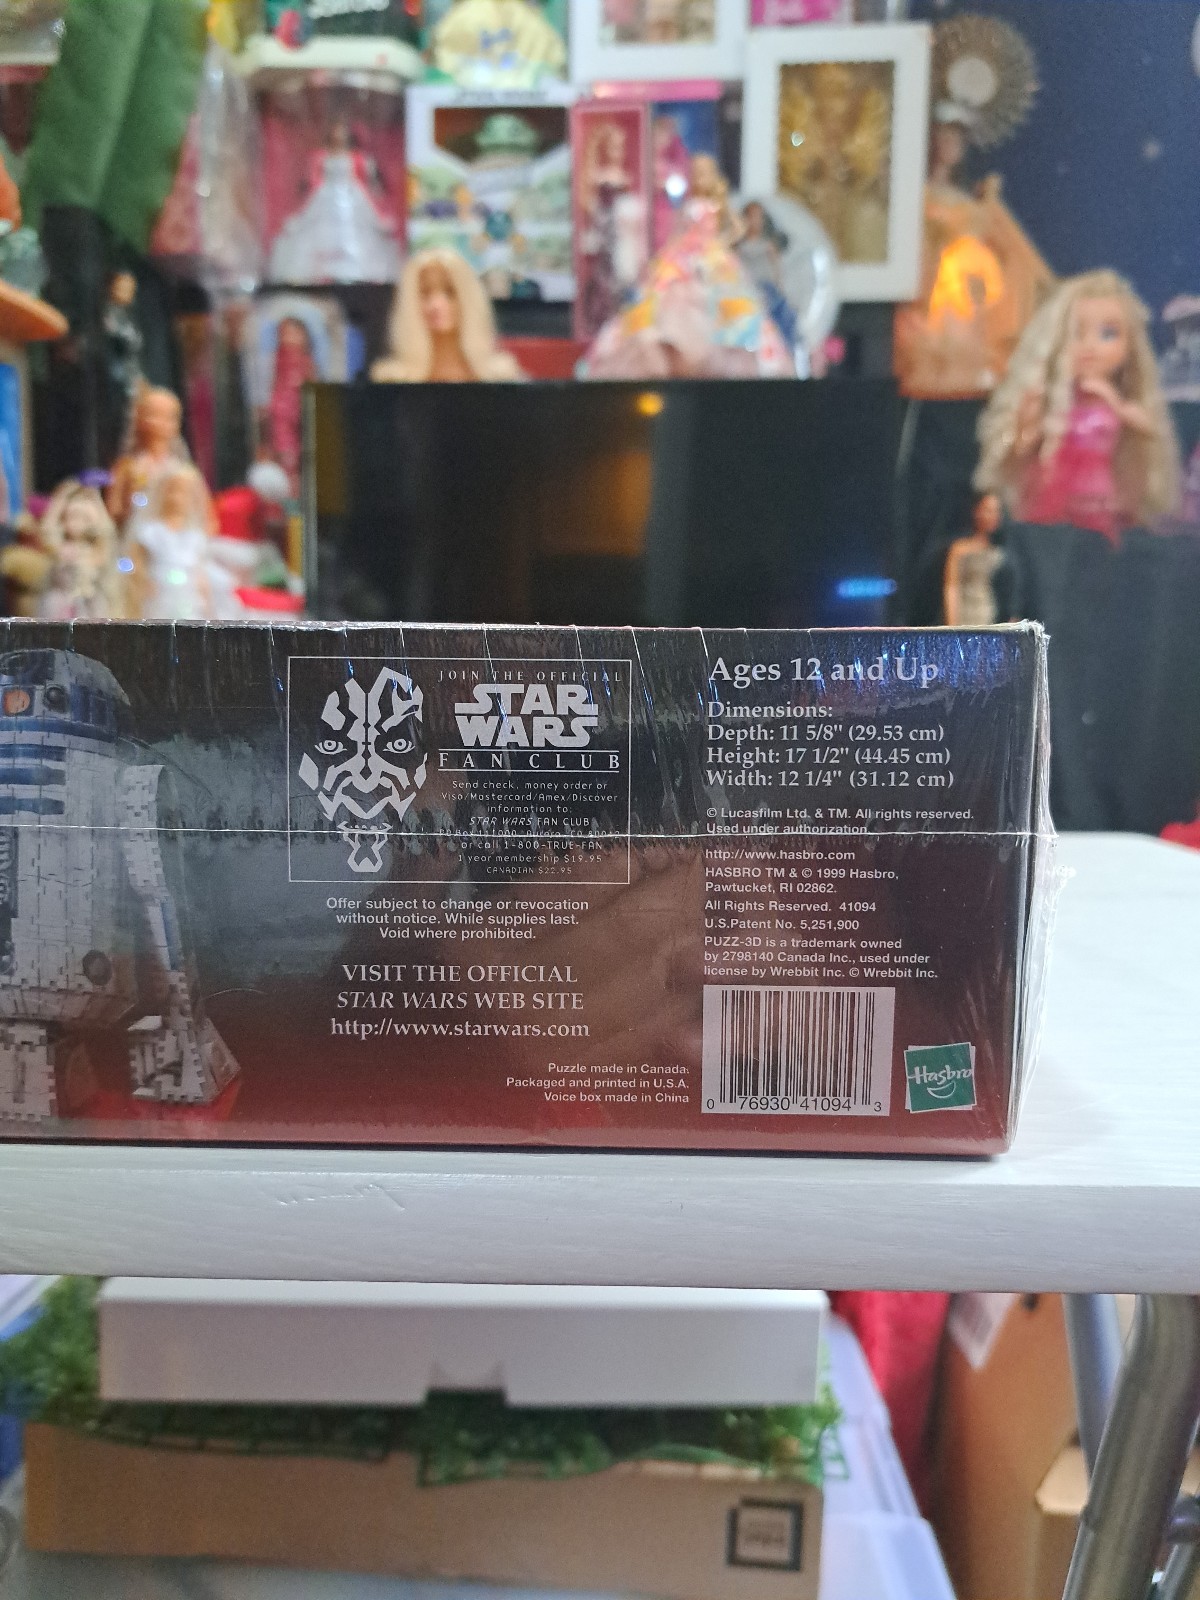 JOIN THE OFFICIAL
STAR
WARS
FAN CLUB
Send check, money order or
Visa/Mastercard/Amex/Discover
information to:
STAR WARS FAN CLUB
PO Box 111000, Aurora, CO 80042
or call 1-800-TRUE-FAN
1 year membership $19.95
CANADIAN $22.95
Offer subject to change or revocation
without notice. While supplies last.
Void where prohibited.
VISIT THE OFFICIAL
STAR WARS WEB SITE
http://www.starwars.com
Puzzle made in Canada.
Packaged and printed in U.S.A.
Voice box made in China
Ages 12 and Up
Dimensions:
Depth: 11 5/8" (29.53 cm)
Height: 17 1/2" (44.45 cm)
Width: 12 1/4" (31.12 cm)
© Lucasfilm Ltd. & TM. All rights reserved.
Used under authorization.
http://www.hasbro.com
HASBRO TM & © 1999 Hasbro,
Pawtucket, RI 02862.
All Rights Reserved. 41094
U.S.Patent No. 5,251,900
PUZZ-3D is a trademark owned
by 2798140 Canada Inc., used under
license by Wrebbit Inc. © Wrebbit Inc.
0 76930 41094 3
Hasbro